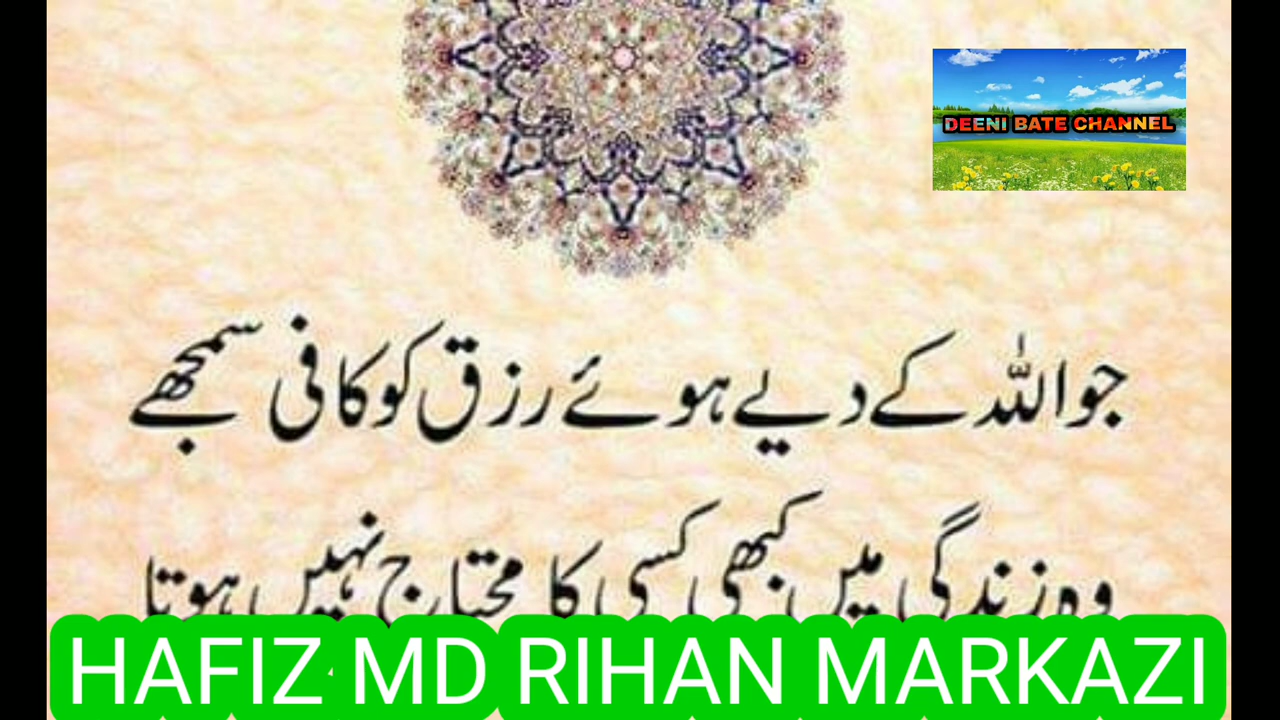 DEENI BATE CHANNEL
جو اللہ کے دیے ہوئے رزق کو کافی سمجھے
وہ زندگی میں کبھی کسی کا محتاج نہیں ہوتا
HAFIZ MD RIHAN MARKAZI